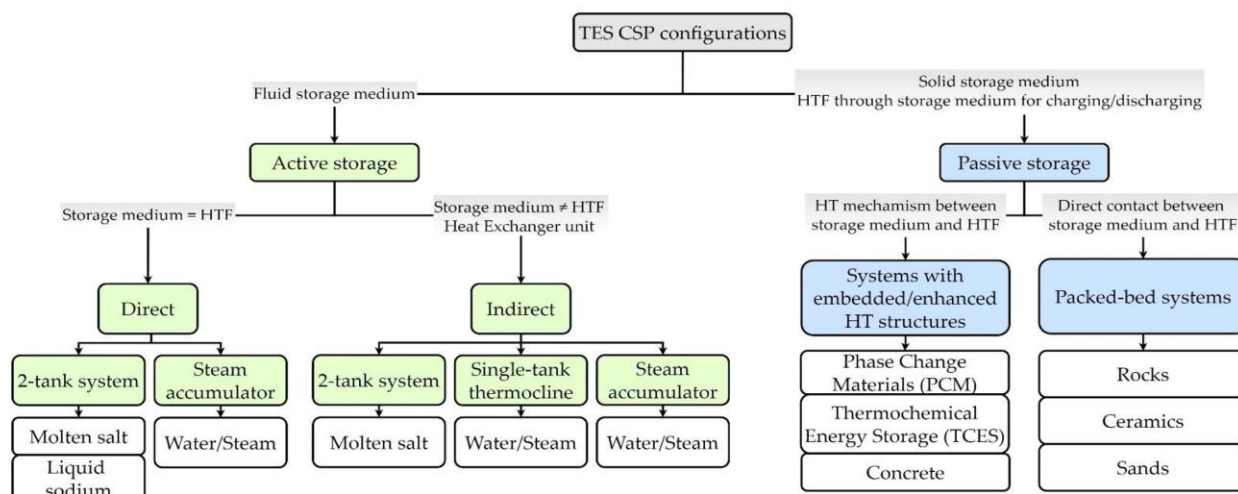 TES CSP configurations
Fluid storage medium
Solid storage medium
HTF through storage medium for charging/discharging
Active storage
Passive storage
Storage medium = HTF
Storage medium ≠ HTF
Heat Exchanger unit
HT mechanism between
storage medium and HTF
Direct contact between
storage medium and HTF
Direct
Indirect
Systems with
embedded/enhanced
HT structures
Packed-bed systems
2-tank system
Steam
accumulator
2-tank system
Single-tank
thermocline
Steam
accumulator
Molten salt
Liquid
sodium
Water/Steam
Molten salt
Water/Steam
Water/Steam
Phase Change
Materials (PCM)
Thermochemical
Energy Storage (TCES)
Concrete
Rocks
Ceramics
Sands